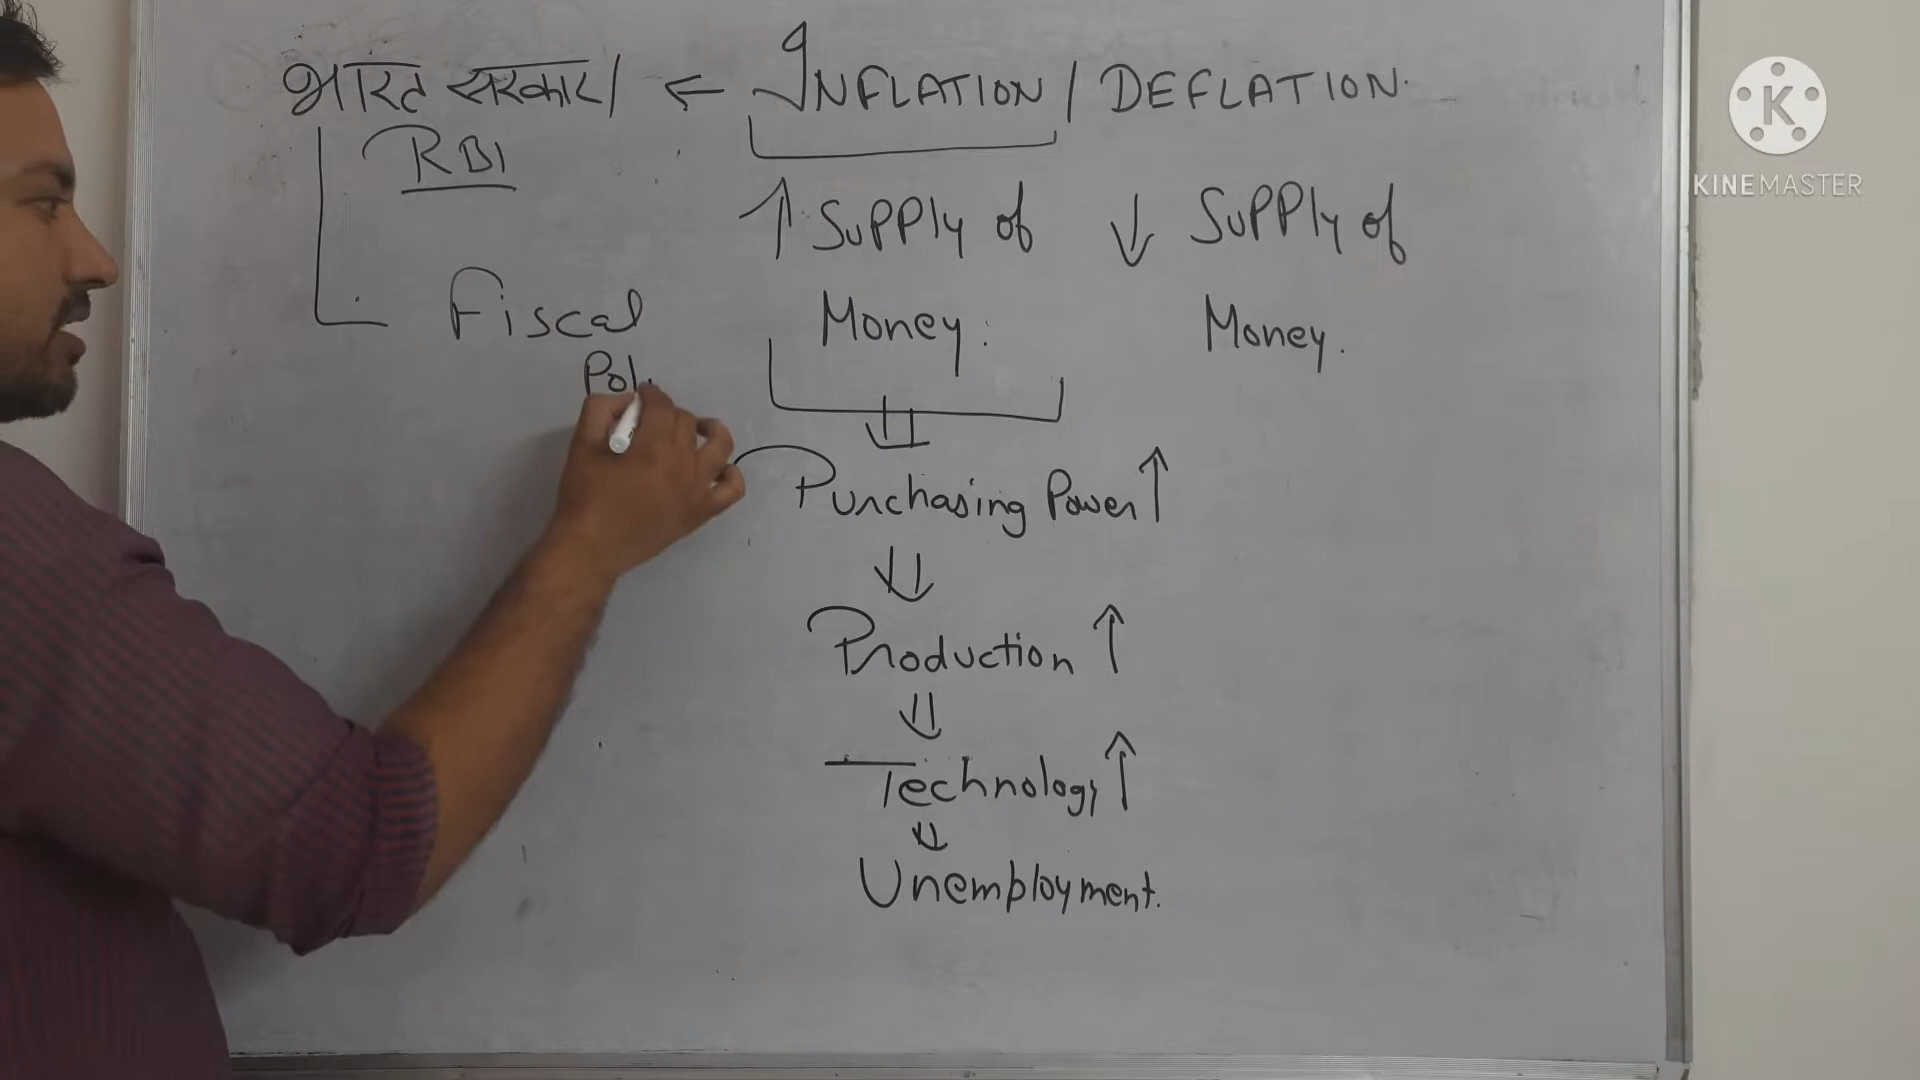 भारत सरकार/ ← INFLATION / DEFLATION.
RBI
↑ Supply of ↓ Supply of
Money. Money.
Fiscal
Pol
Purchasing Power ↑
Production ↑
Technology ↑
Unemployment.
K
KINEMASTER